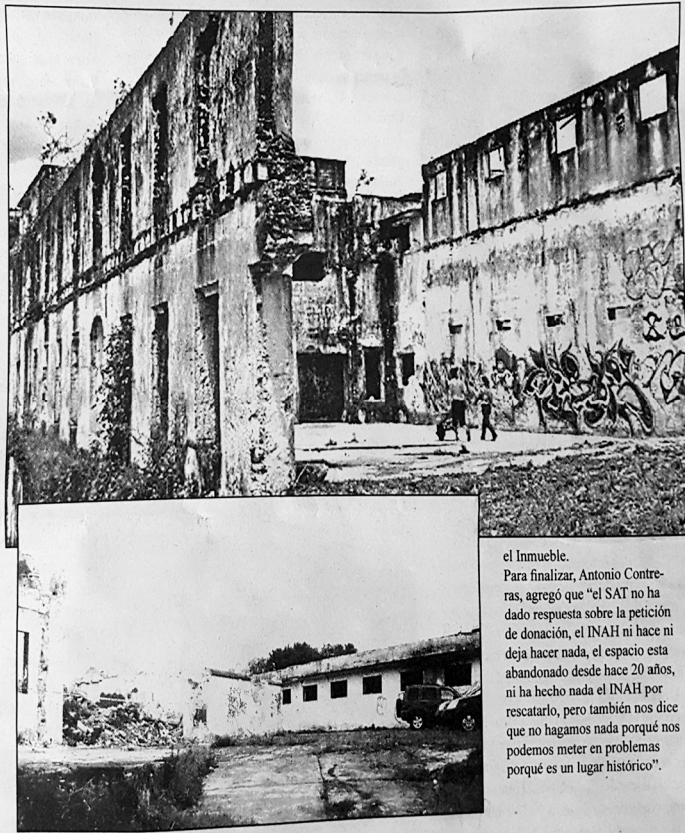 el Inmueble.
Para finalizar, Antonio Contre-
ras, agregó que “el SAT no ha
dado respuesta sobre la petición
de donación, el INAH ni hace ni
deja hacer nada, el espacio esta
abandonado desde hace 20 años,
ni ha hecho nada el INAH por
rescatarlo, pero también nos dice
que no hagamos nada porqué nos
podemos meter en problemas
porqué es un lugar histórico”.